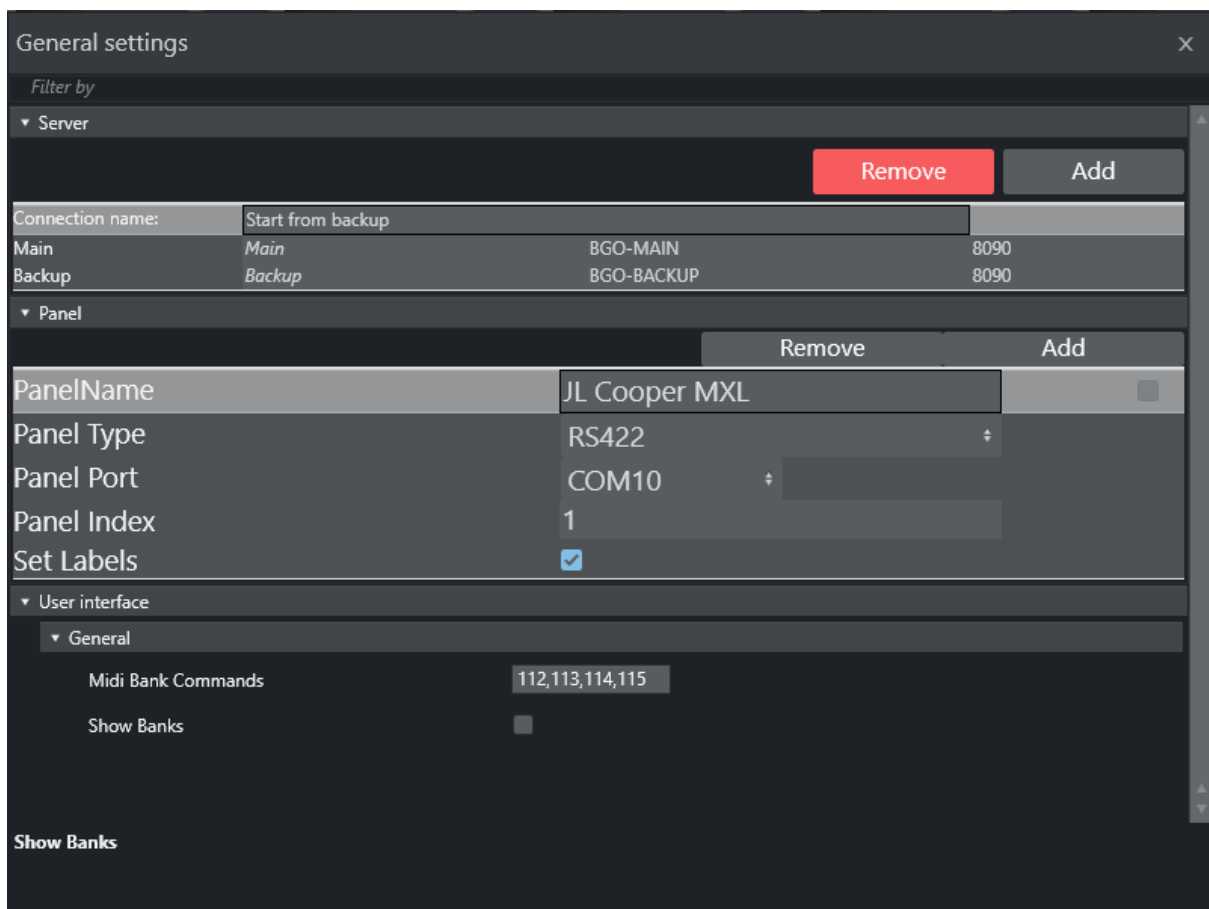 General settings
Filter by
Server
Remove Add
Connection name: Start from backup
Main Main BGO-MAIN 8090
Backup Backup BGO-BACKUP 8090
Panel
Remove Add
PanelName JL Cooper MXL
Panel Type RS422
Panel Port COM10
Panel Index 1
Set Labels
User interface
General
Midi Bank Commands 112,113,114,115
Show Banks
Show Banks